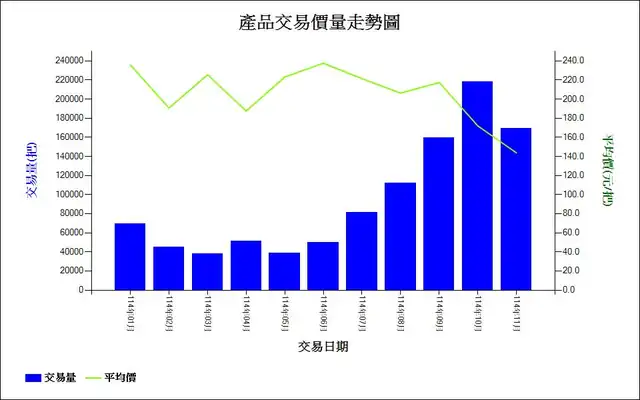 產品交易價量走勢圖
交易量(把)
240000
220000
200000
180000
160000
140000
120000
100000
80000
60000
40000
20000
0
240.0
220.0
200.0
180.0
160.0
140.0
120.0
100.0
80.0
60.0
40.0
20.0
0.0
平均價(元/把)
114年01月
114年02月
114年03月
114年04月
114年05月
114年06月
114年07月
114年08月
114年09月
114年10月
114年11月
交易日期
交易量 平均價